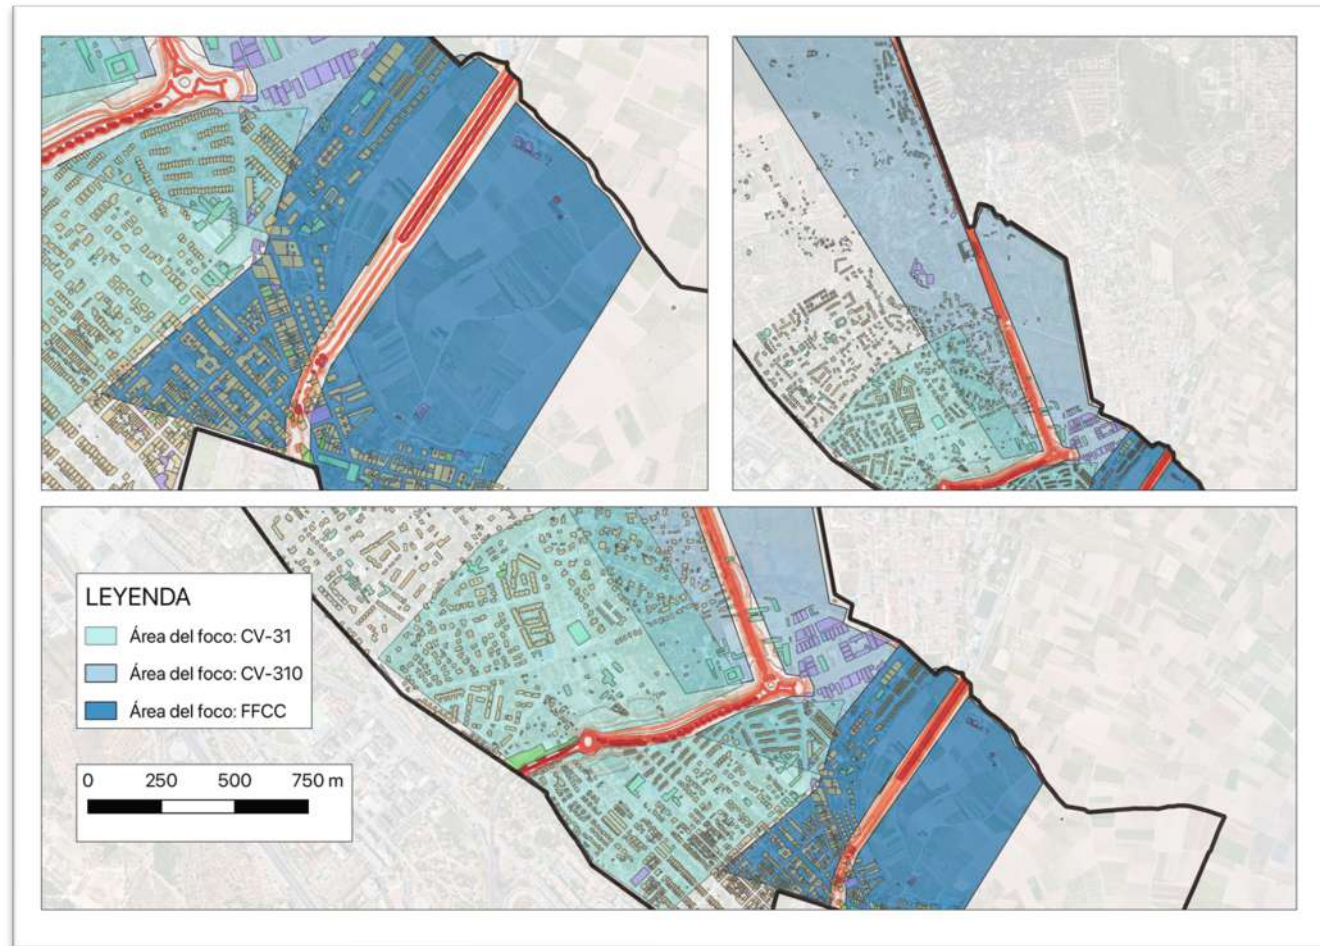 LEYENDA
Área del foco: CV-31
Área del foco: CV-310
Área del foco: FFCC
0 250 500 750 m